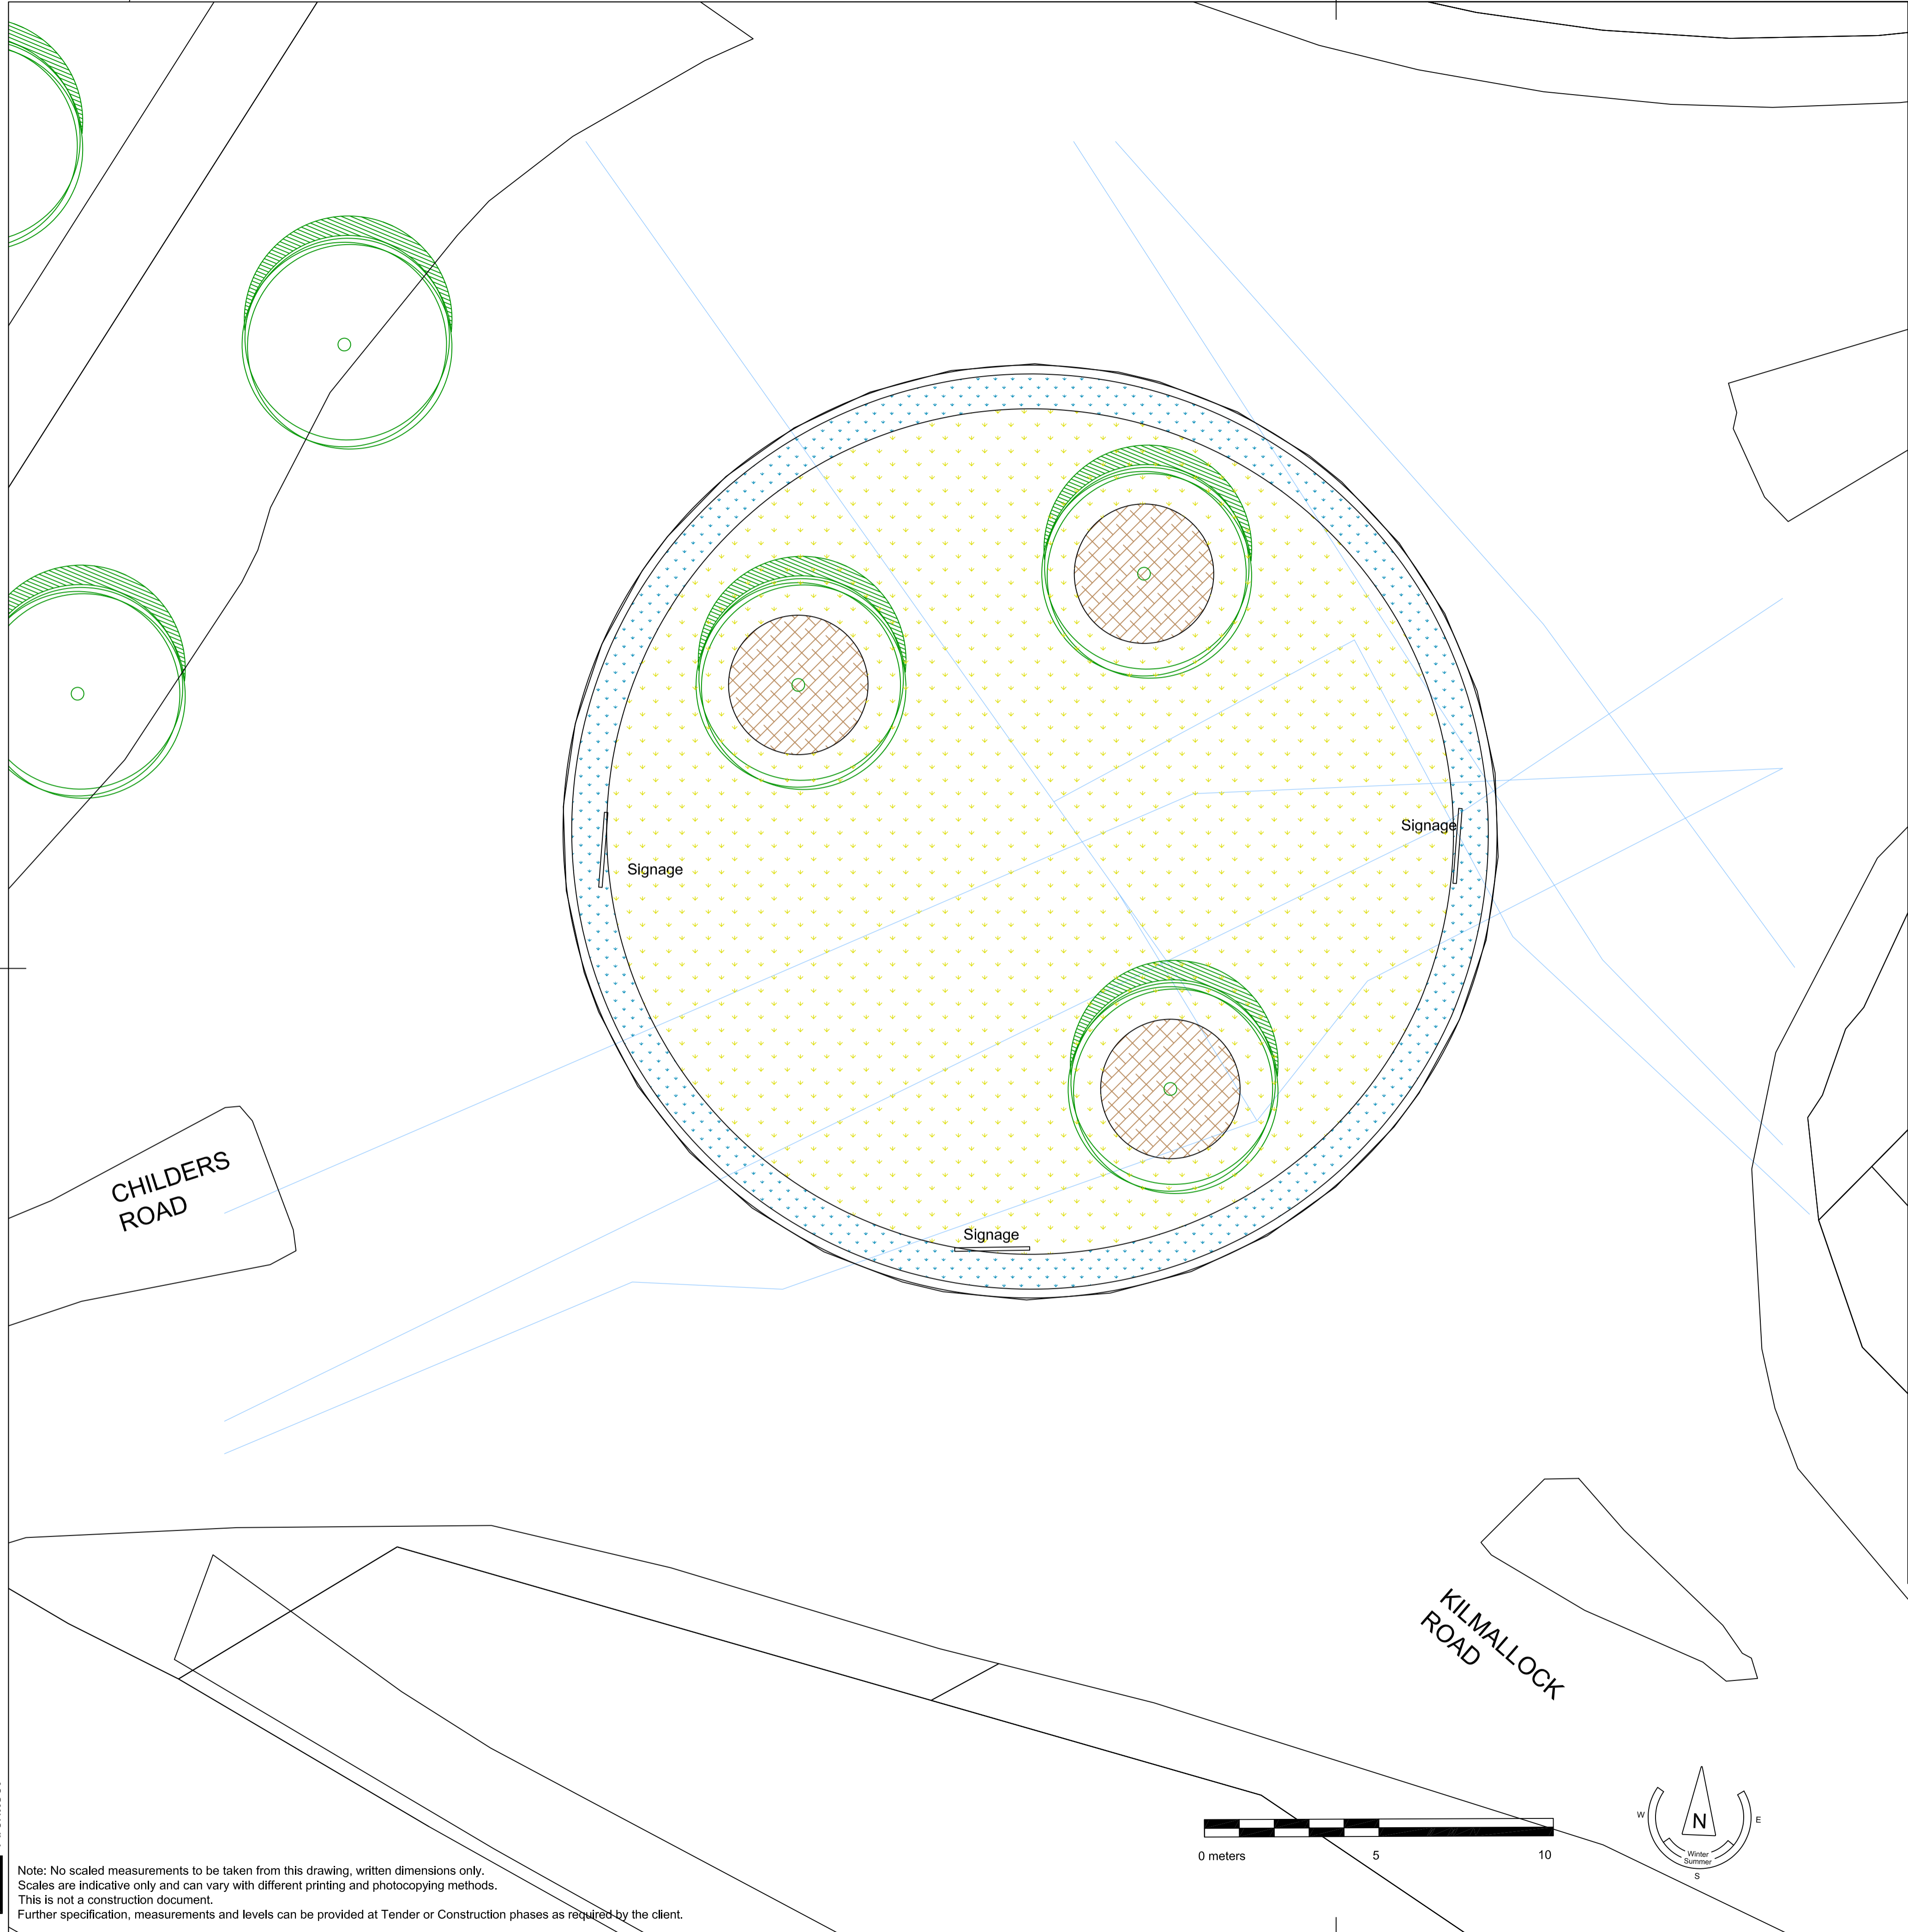 Signage
Signage
CHILDERS
ROAD
Signage
KILMALLOCK
ROAD
W
N
E
Winter
Summer
S
0 meters 5 10
Note: No scaled measurements to be taken from this drawing, written dimensions only.
Scales are indicative only and can vary with different printing and photocopying methods.
This is not a construction document.
Further specification, measurements and levels can be provided at Tender or Construction phases as required by the client.